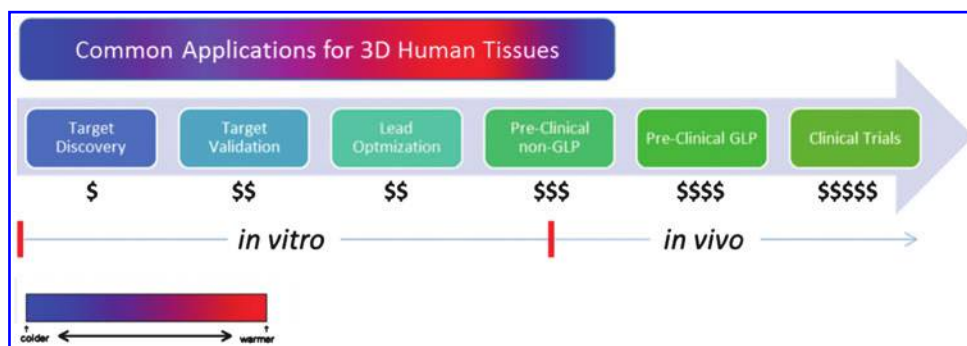 Common Applications for 3D Human Tissues
Target Discovery
Target Validation
Lead Optmization
Pre-Clinical non-GLP
Pre-Clinical GLP
Clinical Trials
$
$$
$$
$$$
$$$$
$$$$$
in vitro
in vivo
colder
warmer